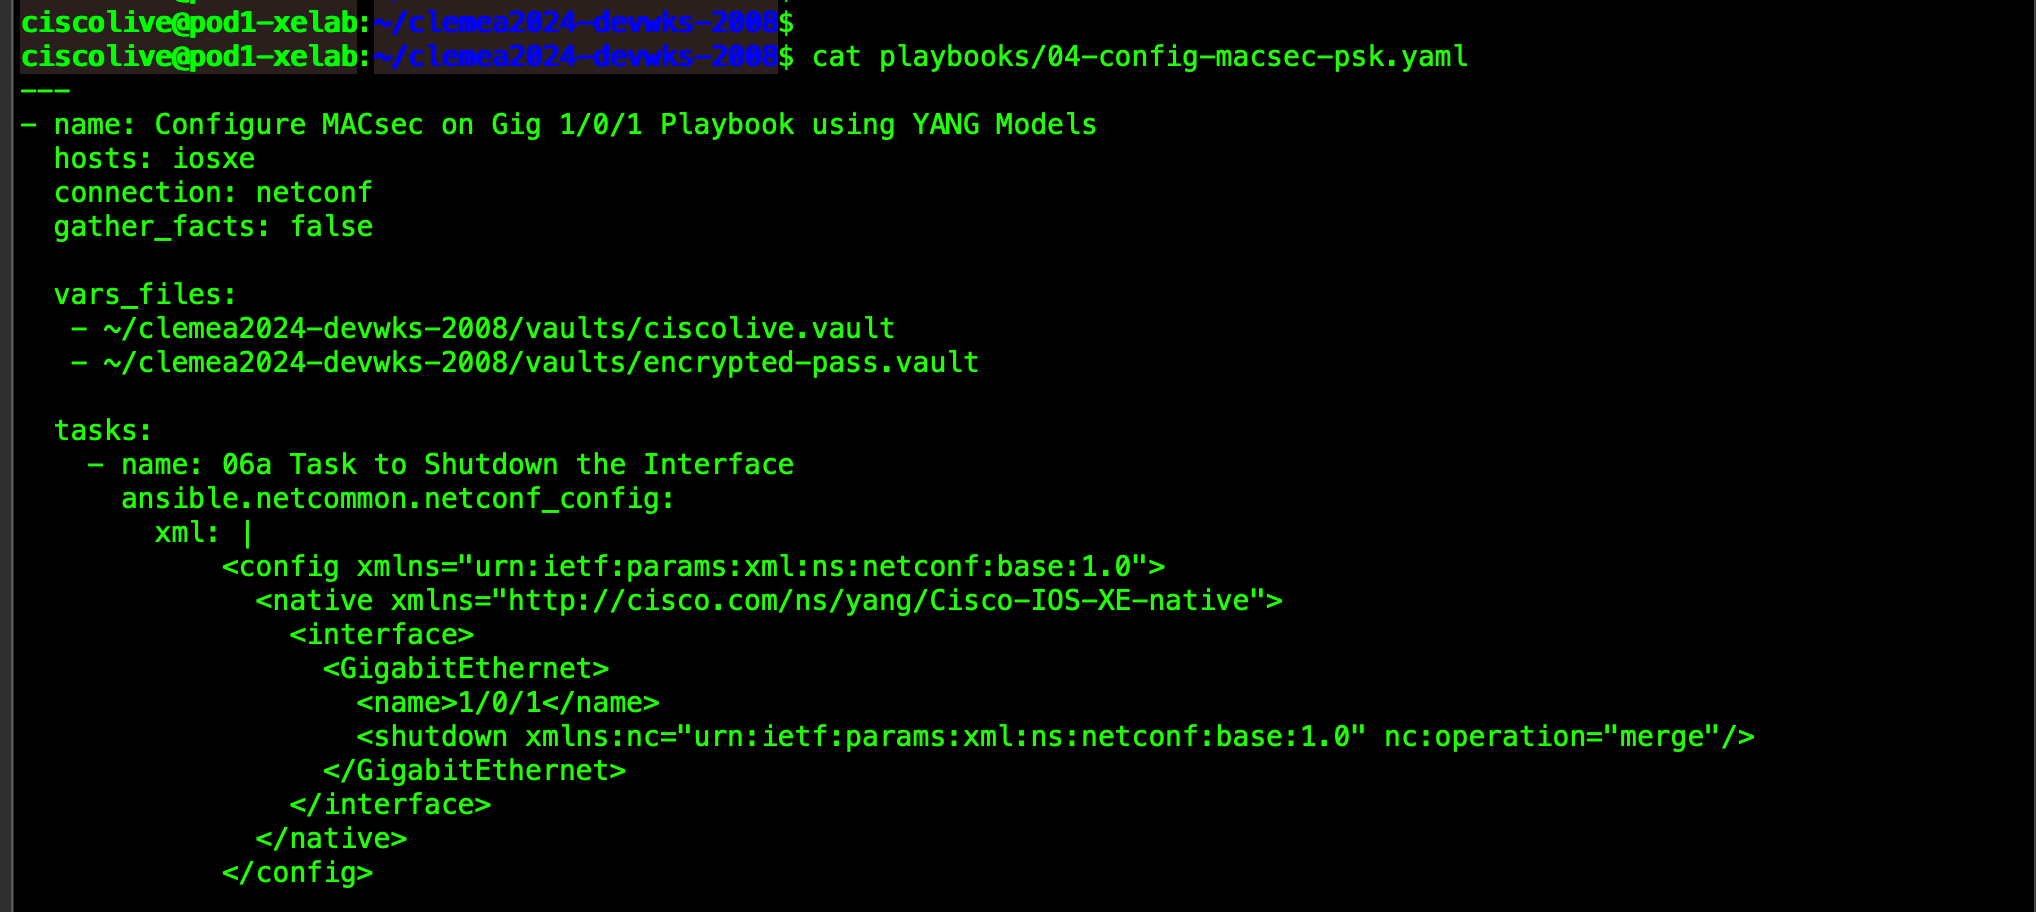 ciscolive@pod1-xelab:~/clemea2024-devwks-2008$
ciscolive@pod1-xelab:~/clemea2024-devwks-2008$ cat playbooks/04-config-macsec-psk.yaml
---
- name: Configure MACsec on Gig 1/0/1 Playbook using YANG Models
  hosts: iosxe
  connection: netconf
  gather_facts: false

  vars_files:
   - ~/clemea2024-devwks-2008/vaults/ciscolive.vault
   - ~/clemea2024-devwks-2008/vaults/encrypted-pass.vault

  tasks:
    - name: 06a Task to Shutdown the Interface
      ansible.netcommon.netconf_config:
        xml: |
            <config xmlns="urn:ietf:params:xml:ns:netconf:base:1.0">
              <native xmlns="http://cisco.com/ns/yang/Cisco-IOS-XE-native">
                <interface>
                  <GigabitEthernet>
                    <name>1/0/1</name>
                    <shutdown xmlns:nc="urn:ietf:params:xml:ns:netconf:base:1.0" nc:operation="merge"/>
                  </GigabitEthernet>
                </interface>
              </native>
            </config>